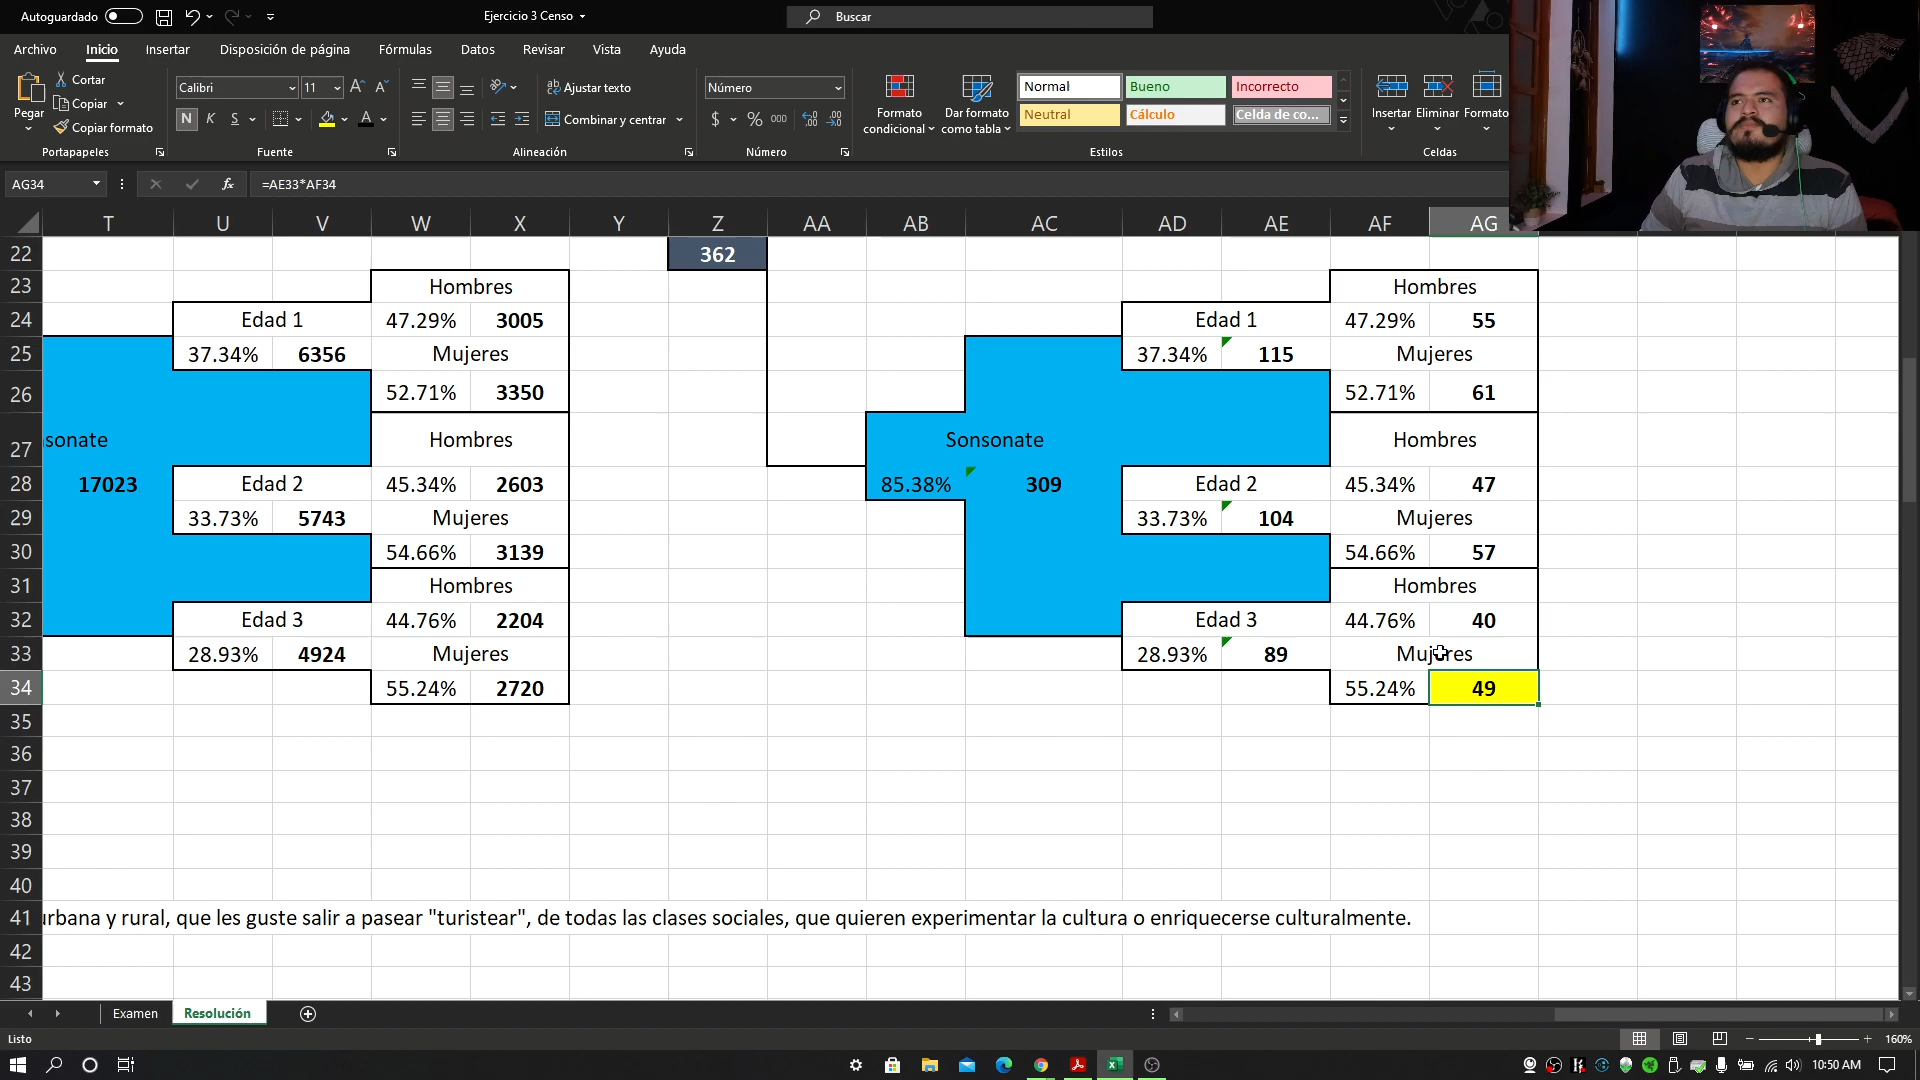 Autoguardado
Ejercicio 3 Censo
Buscar
Archivo Inicio Insertar Disposición de página Fórmulas Datos Revisar Vista Ayuda
Pegar
Cortar
Copiar
Copiar formato
Portapapeles
Calibri 11
N K S
Fuente
Ajustar texto
Combinar y centrar
Alineación
Número
$ % 000
Número
Formato condicional
Dar formato como tabla
Normal Bueno Incorrecto
Neutral Cálculo Celda de co...
Estilos
Insertar Eliminar Formato
Celdas
AG34 fx =AE33*AF34
T U V W X Y Z AA AB AC AD AE AF AG
22 362
23 Hombres Hombres
24 Edad 1 47.29% 3005 Edad 1 47.29% 55
25 37.34% 6356 Mujeres 37.34% 115 Mujeres
26 52.71% 3350 52.71% 61
27 sonate Hombres Sonsonate Hombres
28 17023 Edad 2 45.34% 2603 85.38% 309 Edad 2 45.34% 47
29 33.73% 5743 Mujeres 33.73% 104 Mujeres
30 54.66% 3139 54.66% 57
31 Hombres Hombres
32 Edad 3 44.76% 2204 Edad 3 44.76% 40
33 28.93% 4924 Mujeres 28.93% 89 Mujeres
34 55.24% 2720 55.24% 49
35
36
37
38
39
40
41 urbana y rural, que les guste salir a pasear "turistear", de todas las clases sociales, que quieren experimentar la cultura o enriquecerse culturalmente.
42
43
Examen Resolución
Listo
160%
10:50 AM